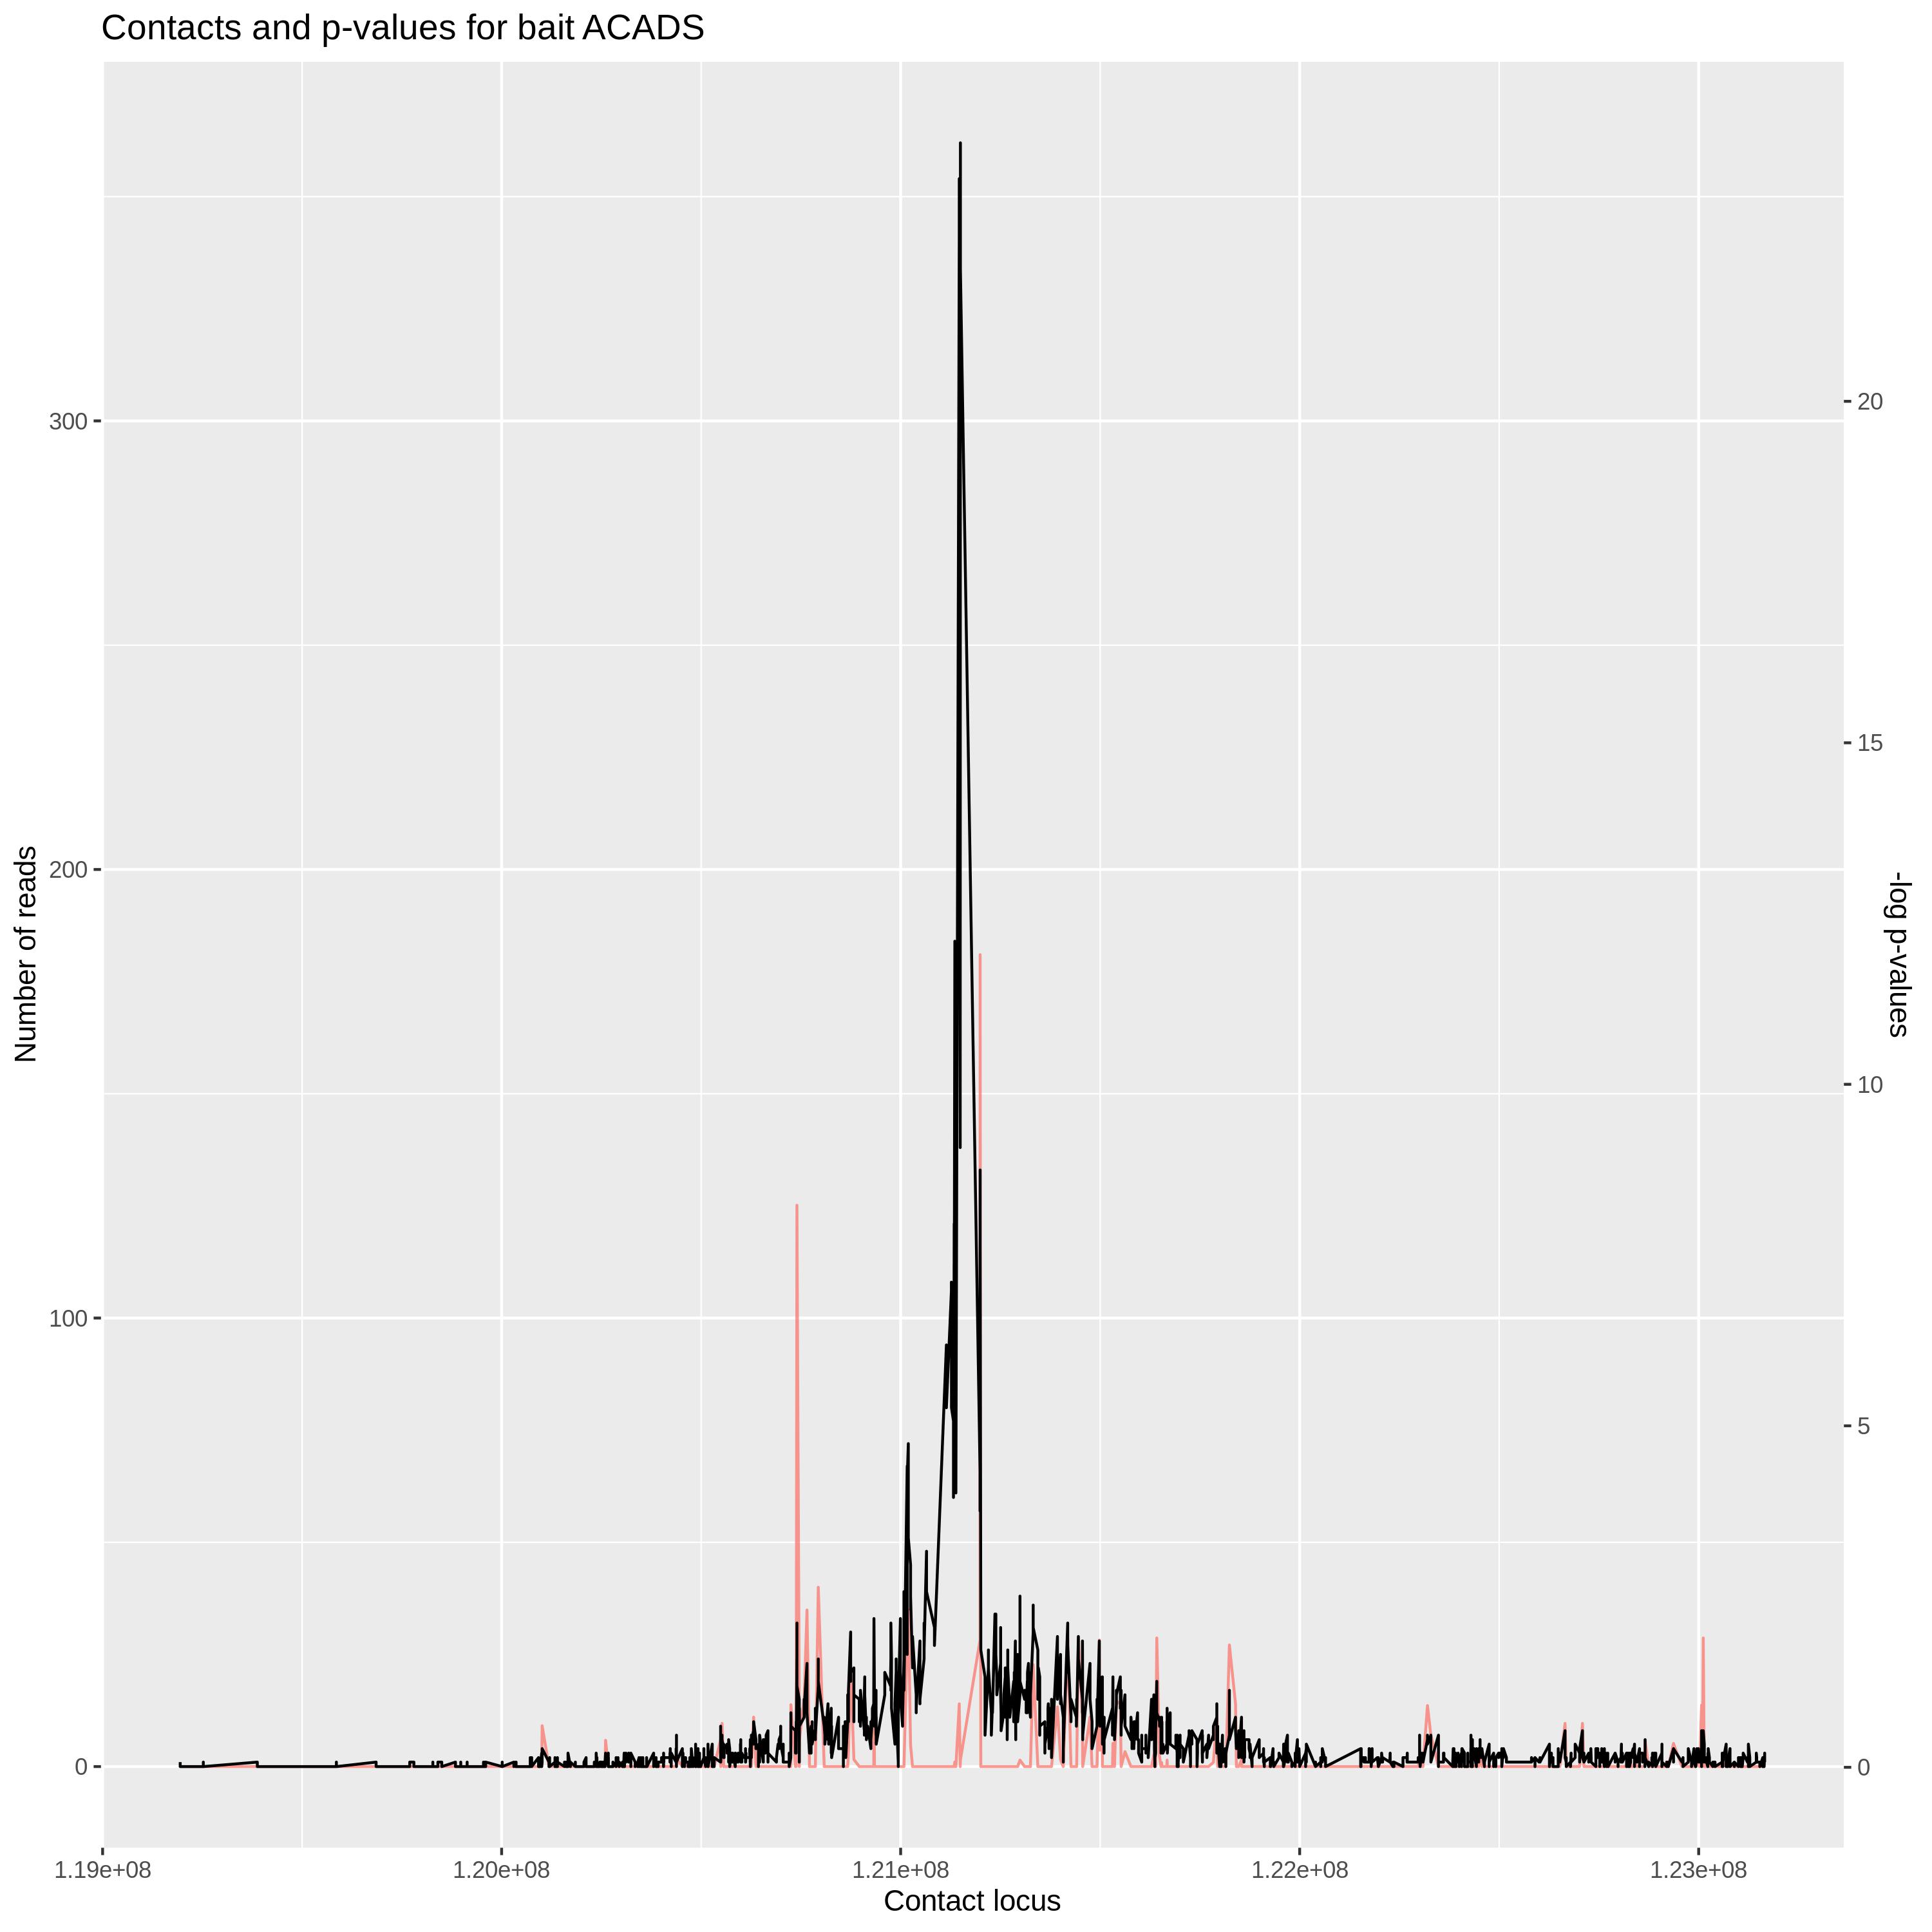 Contacts and p-values for bait ACADS
300
200
100
0
Number of reads
20
15
10
5
0
-log p-values
1.19e+08
1.20e+08
1.21e+08
1.22e+08
1.23e+08
Contact locus